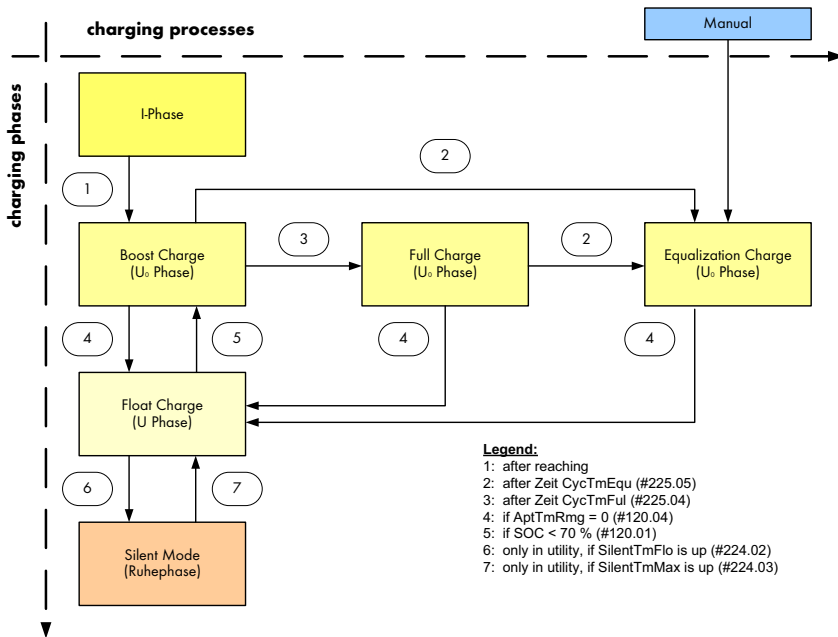 charging processes
Manual
charging phases
I-Phase
2
1
Boost Charge
(U₀ Phase)
3
Full Charge
(U₀ Phase)
2
Equalization Charge
(U₀ Phase)
4
5
4
4
Float Charge
(U Phase)
6
7
Silent Mode
(Ruhephase)
Legend:
1: after reaching
2: after Zeit CycTmEqu (#225.05)
3: after Zeit CycTmFul (#225.04)
4: if AptTmRmg = 0 (#120.04)
5: if SOC < 70 % (#120.01)
6: only in utility, if SilentTmFlo is up (#224.02)
7: only in utility, if SilentTmMax is up (#224.03)